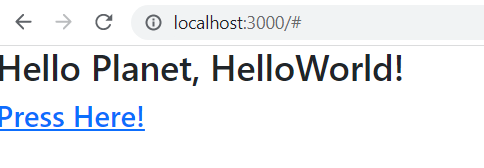 localhost:3000/#
Hello Planet, HelloWorld!
Press Here!